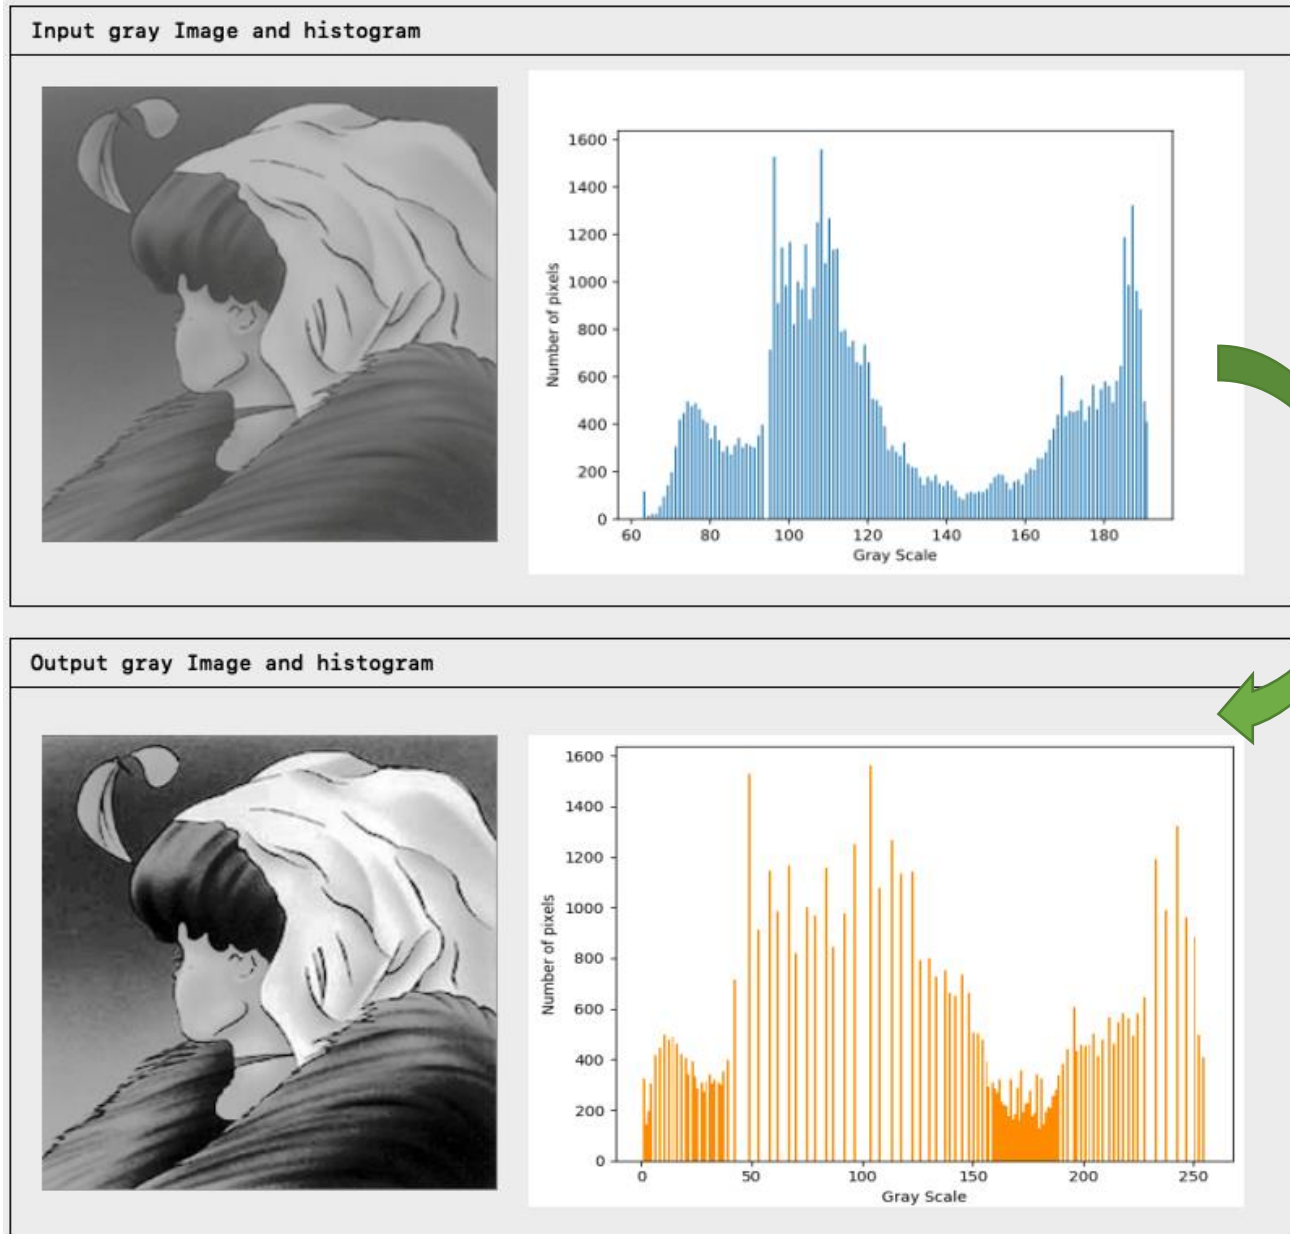 Input gray Image and histogram
1600
1400
1200
1000
800
600
400
200
0
Number of pixels
60 80 100 120 140 160 180
Gray Scale
Output gray Image and histogram
1600
1400
1200
1000
800
600
400
200
0
Number of pixels
0 50 100 150 200 250
Gray Scale